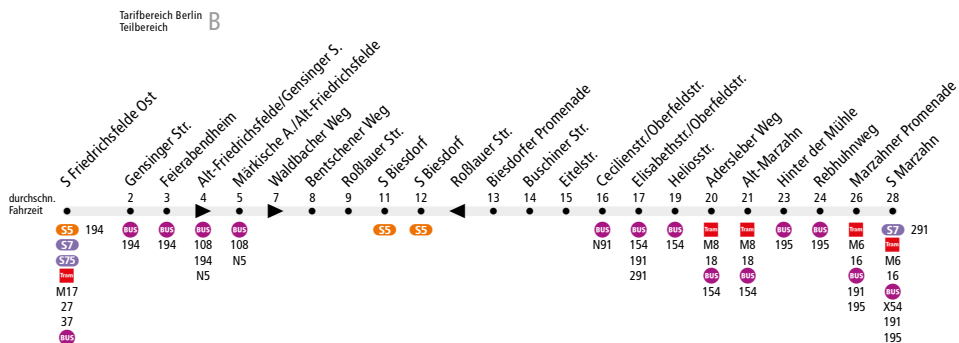 Tarifbereich Berlin
Teilbereich B
S Friedrichsfelde Ost
Gensinger Str.
Feierabendheim
Alt-Friedrichsfelde/Gensinger S.
Märkische A./Alt-Friedrichsfelde
Waldbacher Weg
Bentschener Weg
Roßlauer Str.
S Biesdorf
S Biesdorf
Roßlauer Str.
Biesdorfer Promenade
Buschiner Str.
Eitelstr.
Cecilienstr./Oberfeldstr.
Elisabethstr./Oberfeldstr.
Heliosstr.
Adersleber Weg
Alt-Marzahn
Hinter der Mühle
Rebhuhnweg
Marzahner Promenade
S Marzahn
durchschn. 2 3 4 5 7 8 9 11 12 13 14 15 16 17 19 20 21 23 24 26 28
Fahrzeit
S5 194 BUS BUS BUS BUS S5 S5 BUS BUS BUS Tram Tram BUS BUS Tram S7 291
S7 194 194 108 108 N91 154 154 M8 M8 195 195 M6 Tram
S75 194 N5 191 18 18 16 M6
Tram N5 291 BUS BUS BUS 16
M17 154 154 191 BUS
27 195 X54
37 191
BUS 195